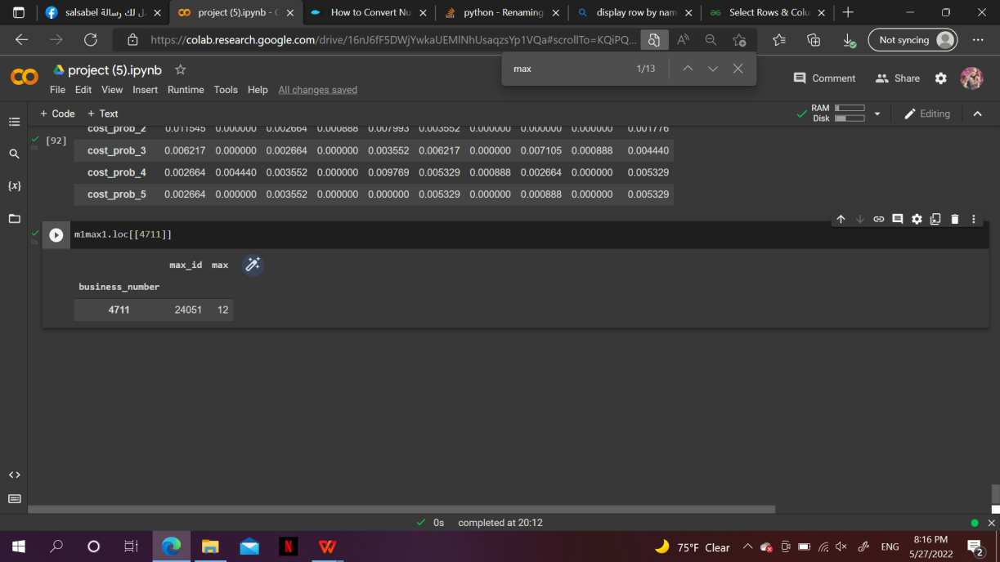 salsabel ل لك رسالة
project (5).ipynb - C
How to Convert Nu
python - Renaming
display row by nam
Select Rows & Colu
https://colab.research.google.com/drive/16nJ6fF5DWjYwkaUEMlNhUsaqzsYp1VQa#scrollTo=KQiPQ...
Not syncing
max 1/13
project (5).ipynb
File Edit View Insert Runtime Tools Help All changes saved
Comment Share
+ Code + Text
RAM
Disk
Editing
cost_prob_2 0.011545 0.000000 0.002664 0.000888 0.007993 0.003552 0.000000 0.000000 0.000000 0.001776
[92]
0s
cost_prob_3 0.006217 0.000000 0.002664 0.000000 0.003552 0.006217 0.000000 0.007105 0.000888 0.004440
cost_prob_4 0.002664 0.004440 0.003552 0.000000 0.009769 0.005329 0.000888 0.002664 0.000000 0.005329
cost_prob_5 0.002664 0.000000 0.003552 0.000000 0.000000 0.005329 0.000000 0.000888 0.000000 0.005329
m1max1.loc[[4711]]
0s
max_id max
business_number
4711 24051 12
0s completed at 20:12
75°F Clear
ENG
8:16 PM
5/27/2022
2